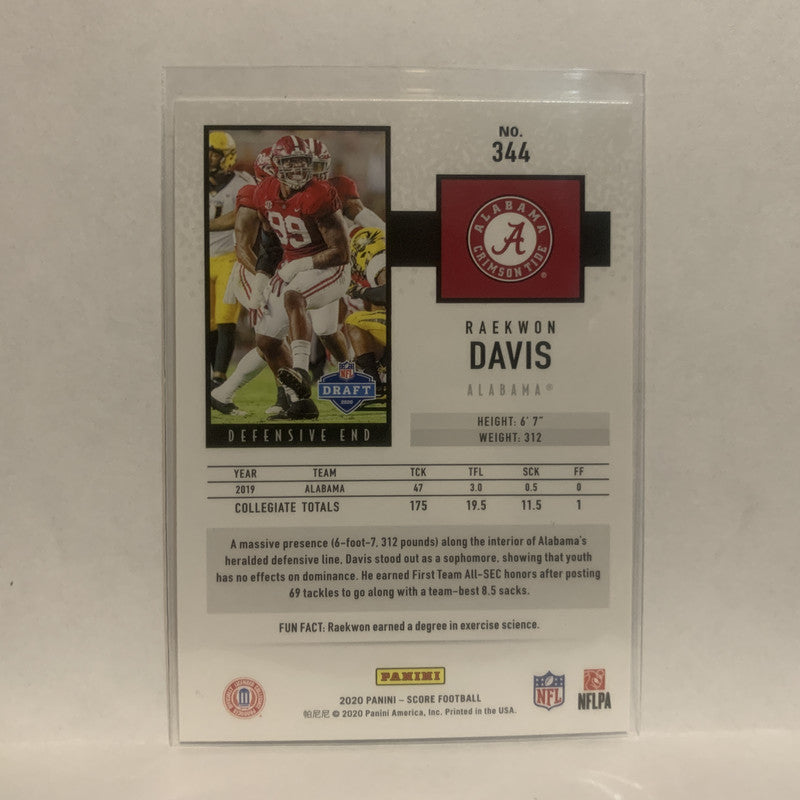 No.
344
99
ALABAMA
A
CRIMSON TIDE
®
RAEKWON
DAVIS
ALABAMA®
NFL
DRAFT
2020
DEFENSIVE END
HEIGHT: 6' 7"
WEIGHT: 312
YEAR TEAM TCK TFL SCK FF
2019 ALABAMA 47 3.0 0.5 0
COLLEGIATE TOTALS 175 19.5 11.5 1
A massive presence (6-foot-7, 312 pounds) along the interior of Alabama's
heralded defensive line, Davis stood out as a sophomore, showing that youth
has no effects on dominance. He earned First Team All-SEC honors after posting
69 tackles to go along with a team-best 8.5 sacks.
FUN FACT: Raekwon earned a degree in exercise science.
PANINI
2020 PANINI – SCORE FOOTBALL
帕尼尼 © 2020 Panini America, Inc. Printed in the USA.
NFL
NFLPA